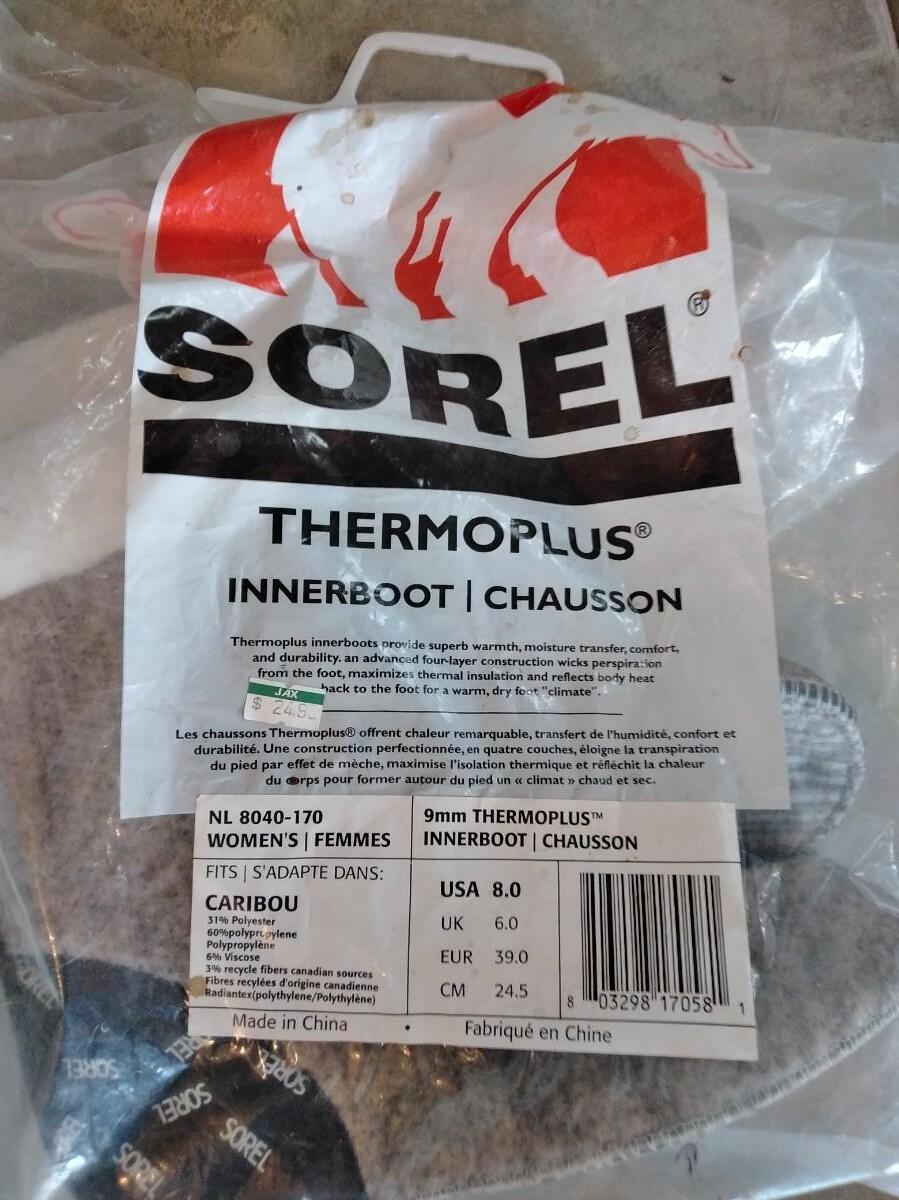 SOREL®
THERMOPLUS®
INNERBOOT | CHAUSSON
Thermoplus innerboots provide superb warmth, moisture transfer, comfort,
and durability. an advanced four-layer construction wicks perspiration
from the foot, maximizes thermal insulation and reflects body heat
back to the foot for a warm, dry foot "climate".
JAX
$ 24.9
Les chaussons Thermoplus® offrent chaleur remarquable, transfert de l'humidité, confort et
durabilité. Une construction perfectionnée, en quatre couches, éloigne la transpiration
du pied par effet de mèche, maximise l'isolation thermique et réfléchit la chaleur
du corps pour former autour du pied un « climat » chaud et sec.
NL 8040-170
WOMEN'S | FEMMES
9mm THERMOPLUS™
INNERBOOT | CHAUSSON
FITS | S'ADAPTE DANS:
CARIBOU
31% Polyester
60%polypropylene
Polypropylène
6% Viscose
3% recycle fibers canadian sources
Fibres recylées d'origine canadienne
Radiantex(polythylene/Polythylène)
USA 8.0
UK 6.0
EUR 39.0
CM 24.5
8 03298 17058 1
Made in China • Fabriqué en Chine
SOREL
SOREL
SOREL
SOREL
SOREL